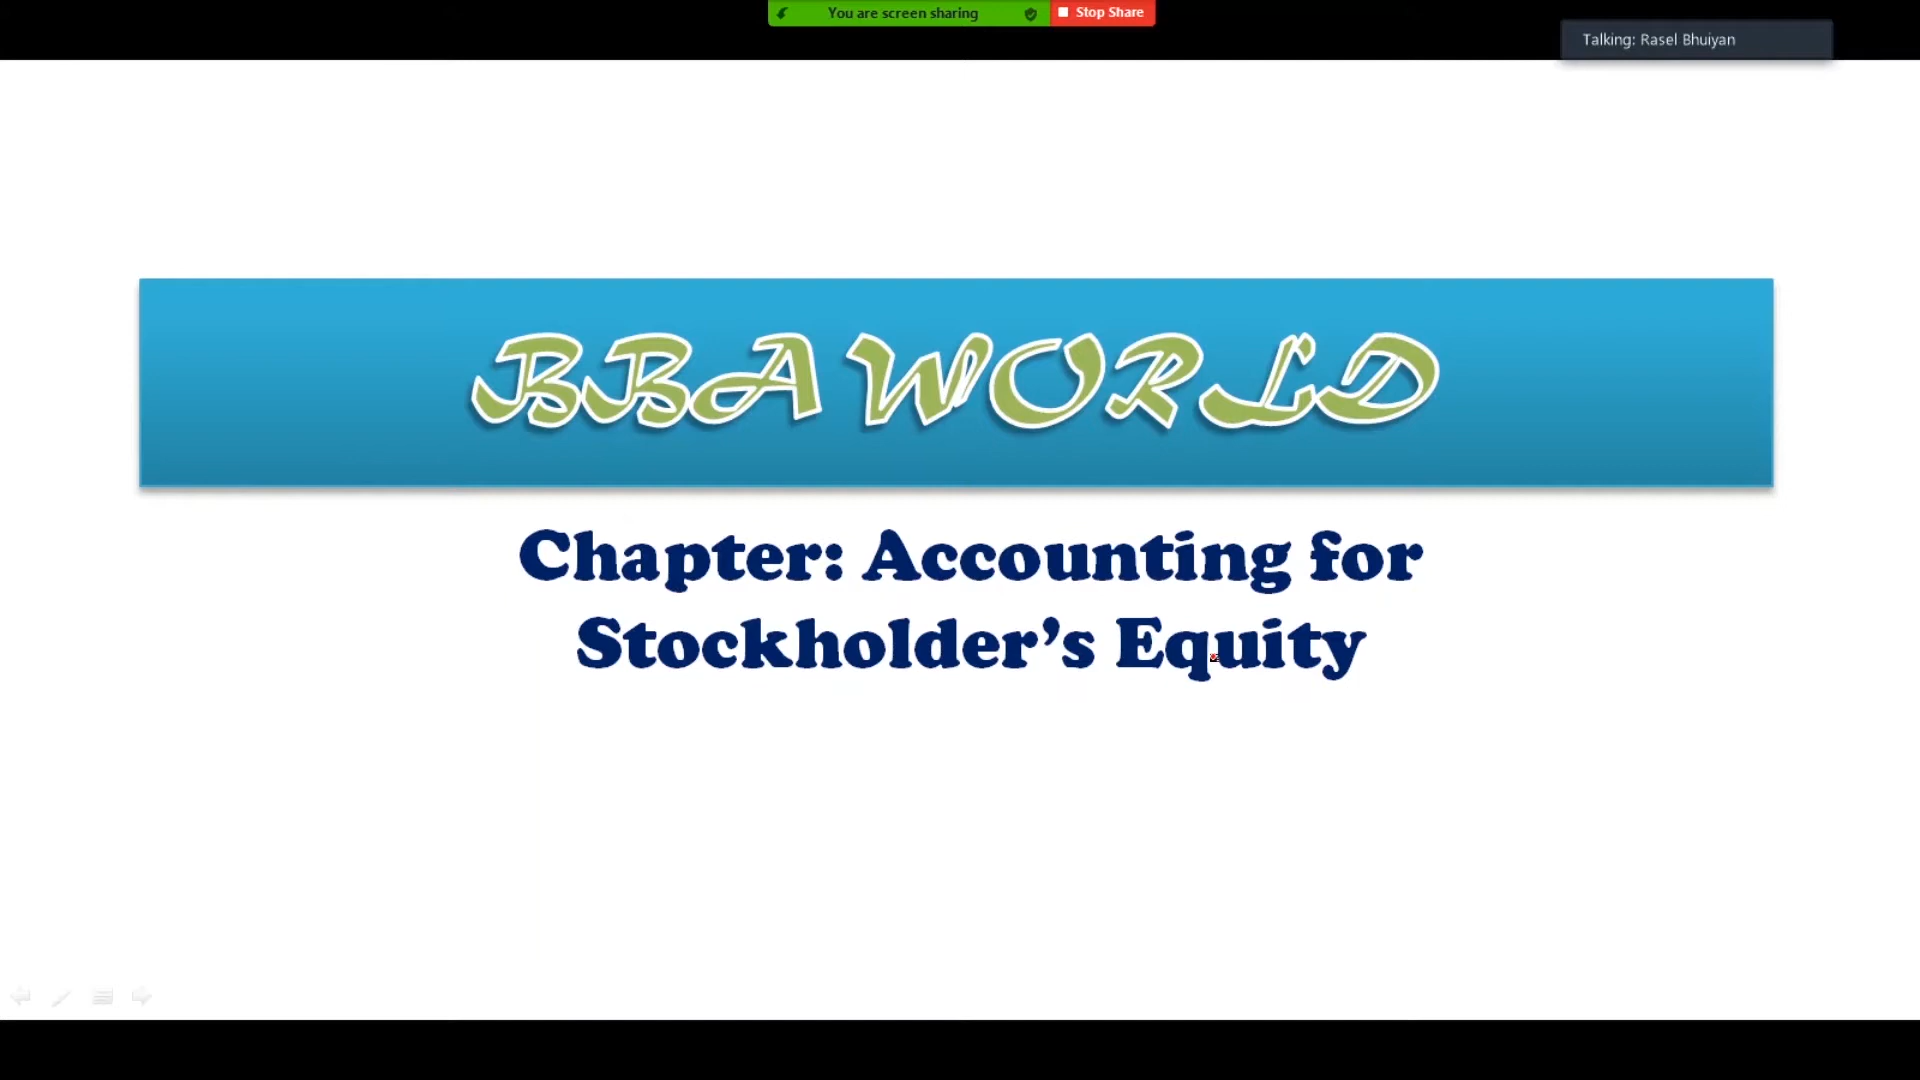 You are screen sharing
Stop Share
Talking: Rasel Bhuiyan
BBA WORLD
Chapter: Accounting for
Stockholder’s Equity